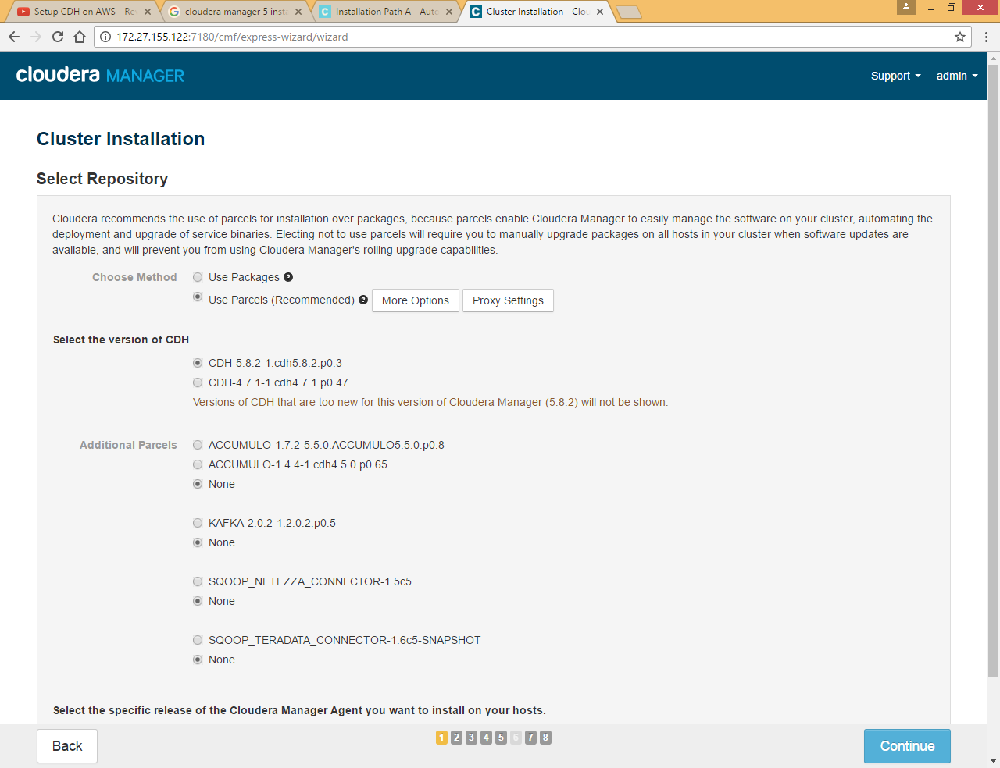 Setup CDH on AWS - Re
cloudera manager 5 insta
Installation Path A - Auto
Cluster Installation - Clou
172.27.155.122:7180/cmf/express-wizard/wizard
cloudera MANAGER
Support
admin
Cluster Installation
Select Repository
Cloudera recommends the use of parcels for installation over packages, because parcels enable Cloudera Manager to easily manage the software on your cluster, automating the
deployment and upgrade of service binaries. Electing not to use parcels will require you to manually upgrade packages on all hosts in your cluster when software updates are
available, and will prevent you from using Cloudera Manager's rolling upgrade capabilities.
Choose Method
Use Packages
Use Parcels (Recommended)
More Options
Proxy Settings
Select the version of CDH
CDH-5.8.2-1.cdh5.8.2.p0.3
CDH-4.7.1-1.cdh4.7.1.p0.47
Versions of CDH that are too new for this version of Cloudera Manager (5.8.2) will not be shown.
Additional Parcels
ACCUMULO-1.7.2-5.5.0.ACCUMULO5.5.0.p0.8
ACCUMULO-1.4.4-1.cdh4.5.0.p0.65
None
KAFKA-2.0.2-1.2.0.2.p0.5
None
SQOOP_NETEZZA_CONNECTOR-1.5c5
None
SQOOP_TERADATA_CONNECTOR-1.6c5-SNAPSHOT
None
Select the specific release of the Cloudera Manager Agent you want to install on your hosts.
Back
1 2 3 4 5 6 7 8
Continue